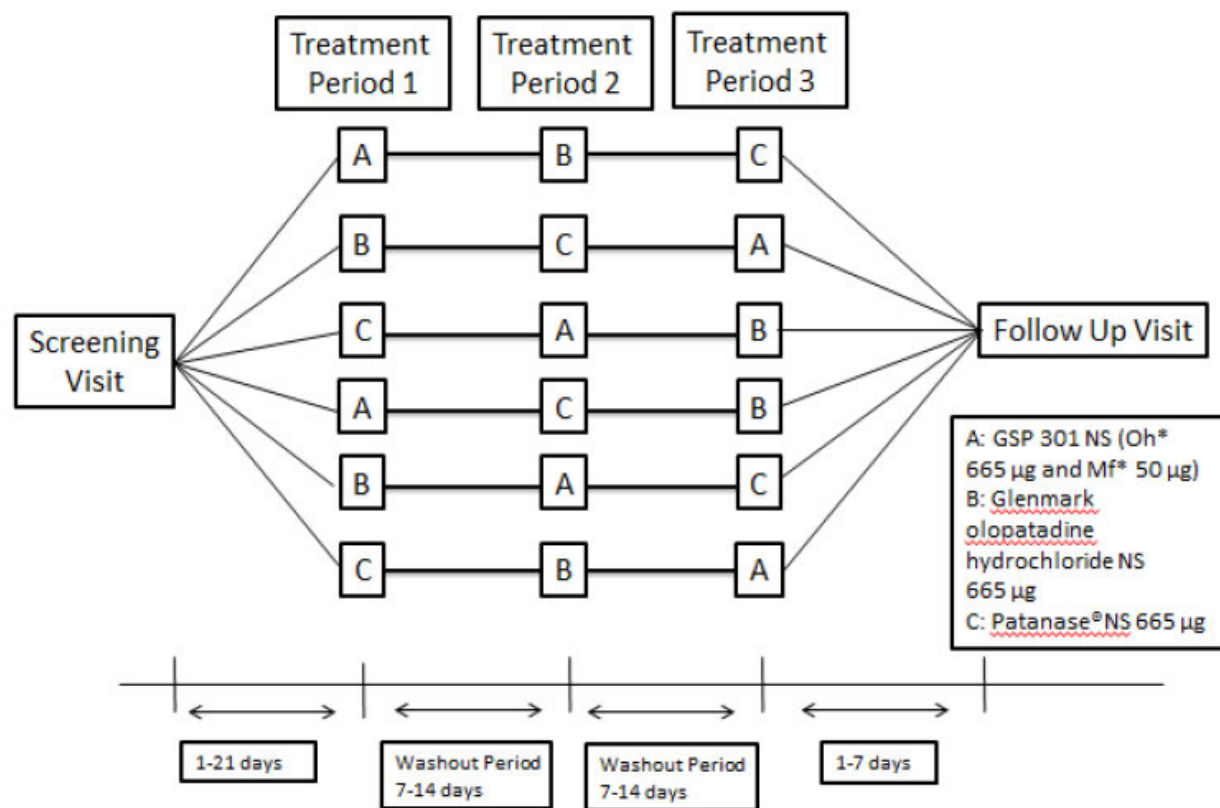 Treatment
Period 1
Treatment
Period 2
Treatment
Period 3
A
B
C
B
C
A
C
A
B
A
C
B
B
A
C
C
B
A
Screening
Visit
Follow Up Visit
A: GSP 301 NS (Oh*
665 µg and Mf* 50 µg)
B: Glenmark
olopatadine
hydrochloride NS
665 µg
C: Patanase®NS 665 µg
1-21 days
Washout Period
7-14 days
Washout Period
7-14 days
1-7 days